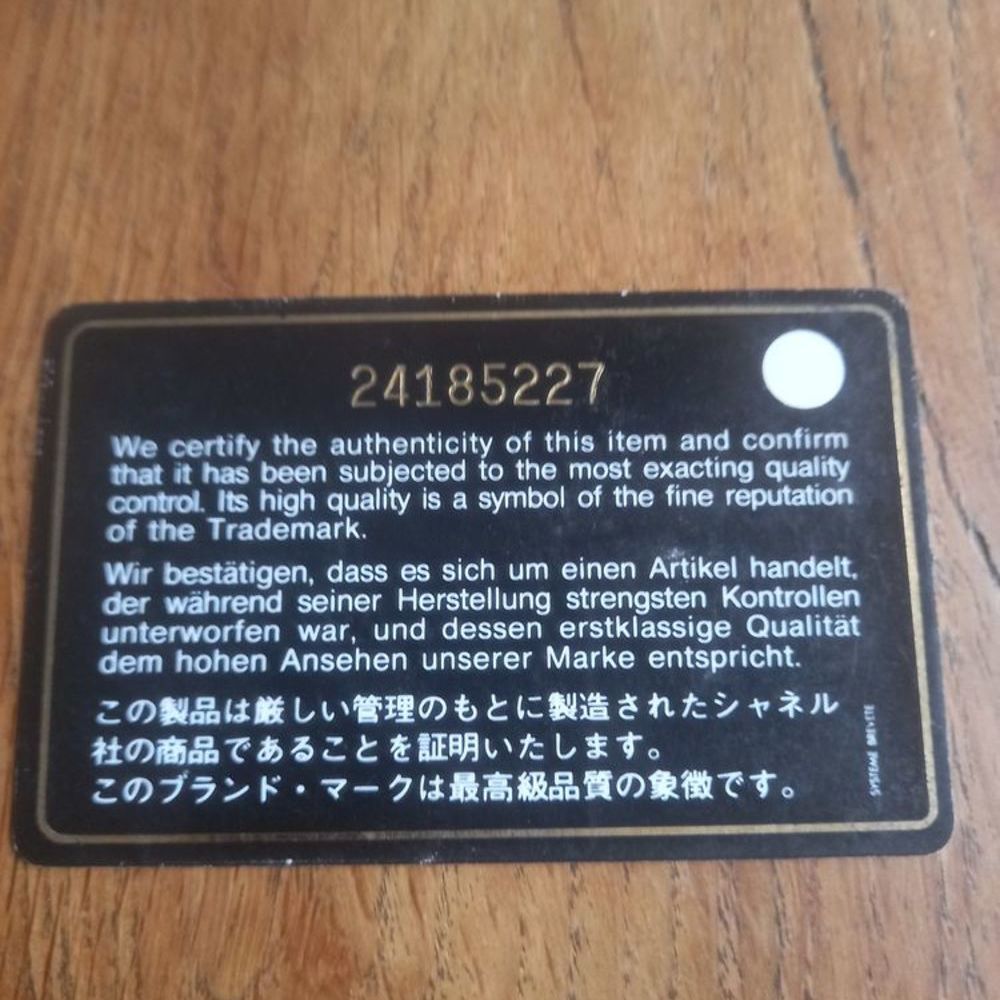 24185227
We certify the authenticity of this item and confirm
that it has been subjected to the most exacting quality
control. Its high quality is a symbol of the fine reputation
of the Trademark.
Wir bestätigen, dass es sich um einen Artikel handelt,
der während seiner Herstellung strengsten Kontrollen
unterworfen war, und dessen erstklassige Qualität
dem hohen Ansehen unserer Marke entspricht.
この製品は厳しい管理のもとに製造されたシャネル
社の商品であることを証明いたします。
このブランド・マークは最高級品質の象徴です。
SYSTEME BREVETE